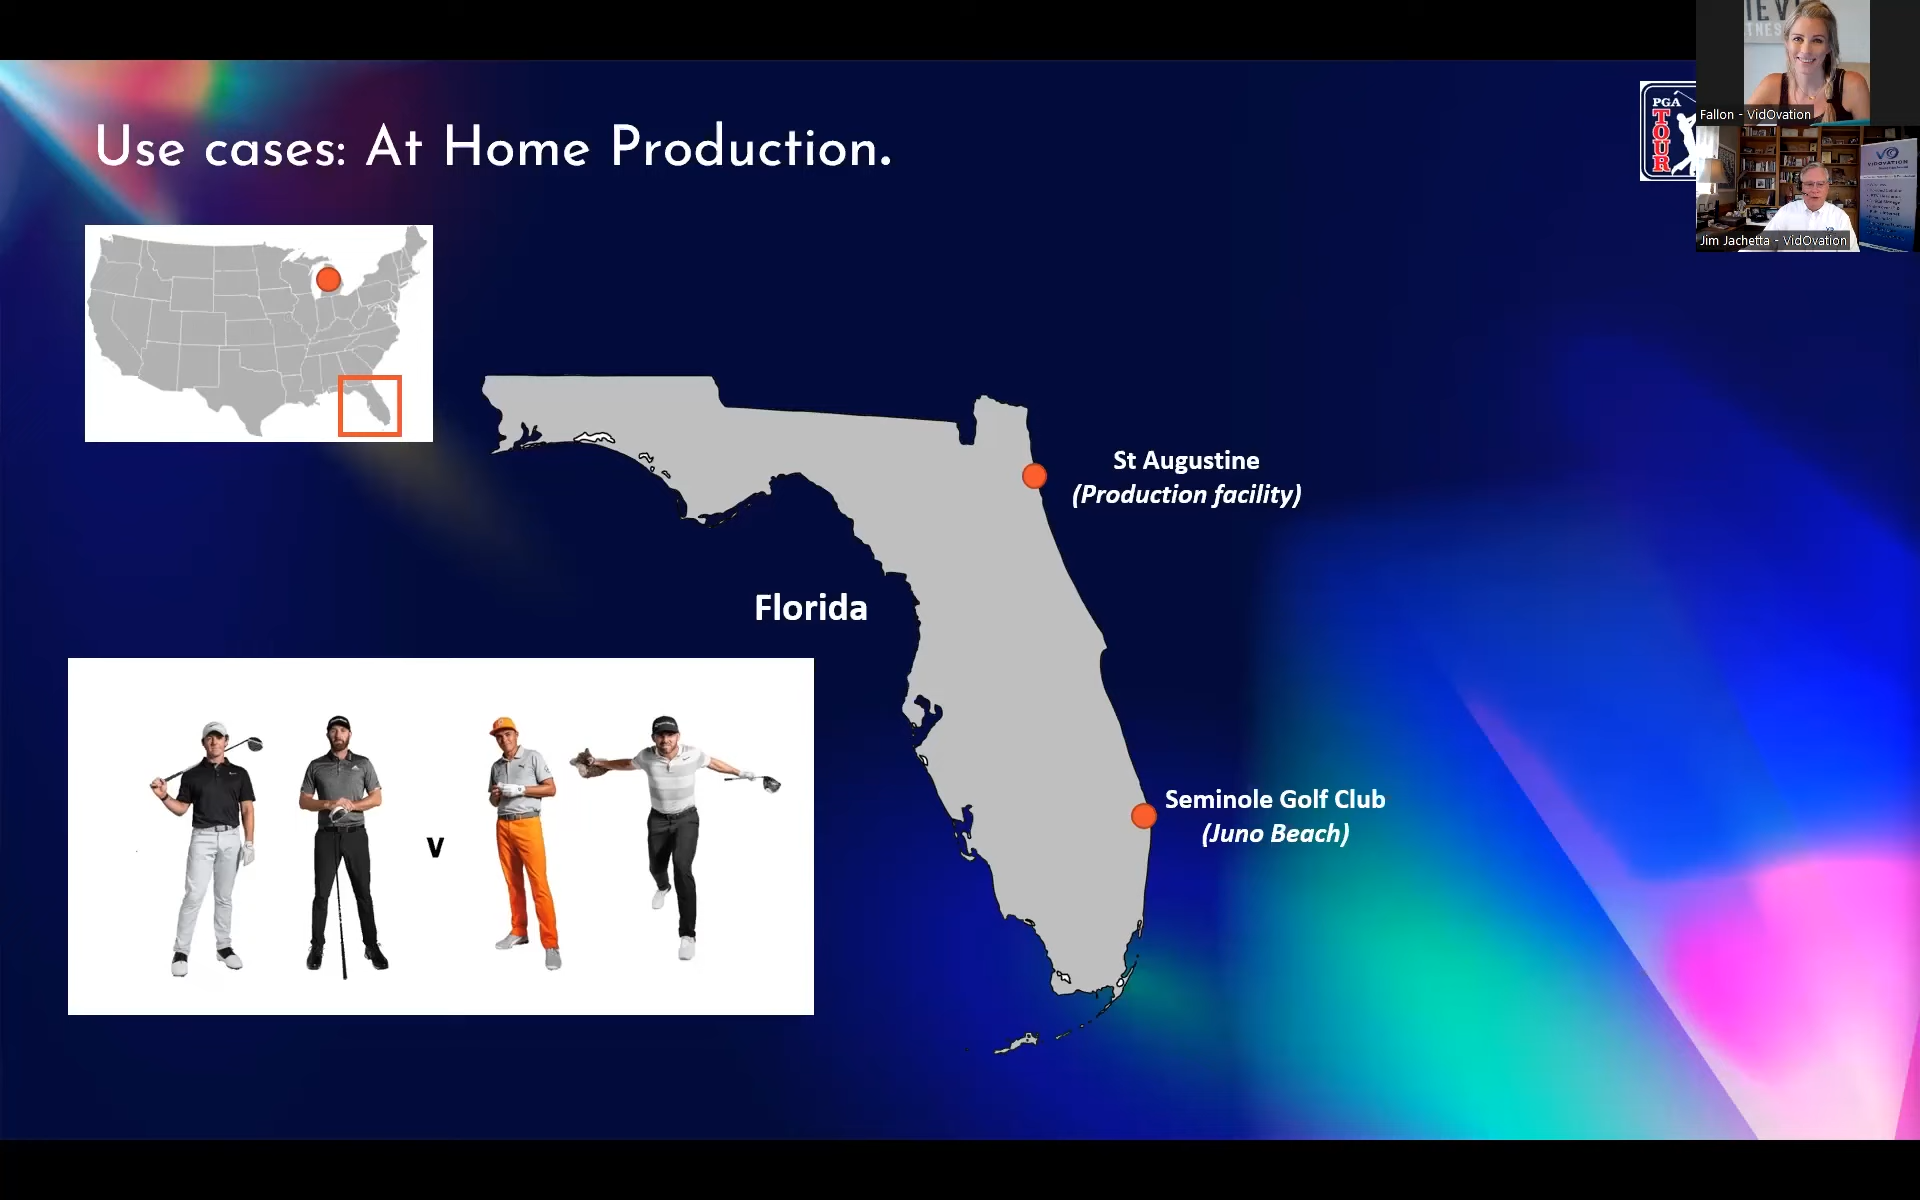 Use cases: At Home Production.
PGA
TOUR
Fallon - VidOvation
VIDOVATION
Jim Jachetta - VidOvation
St Augustine
(Production facility)
Florida
V
Seminole Golf Club
(Juno Beach)